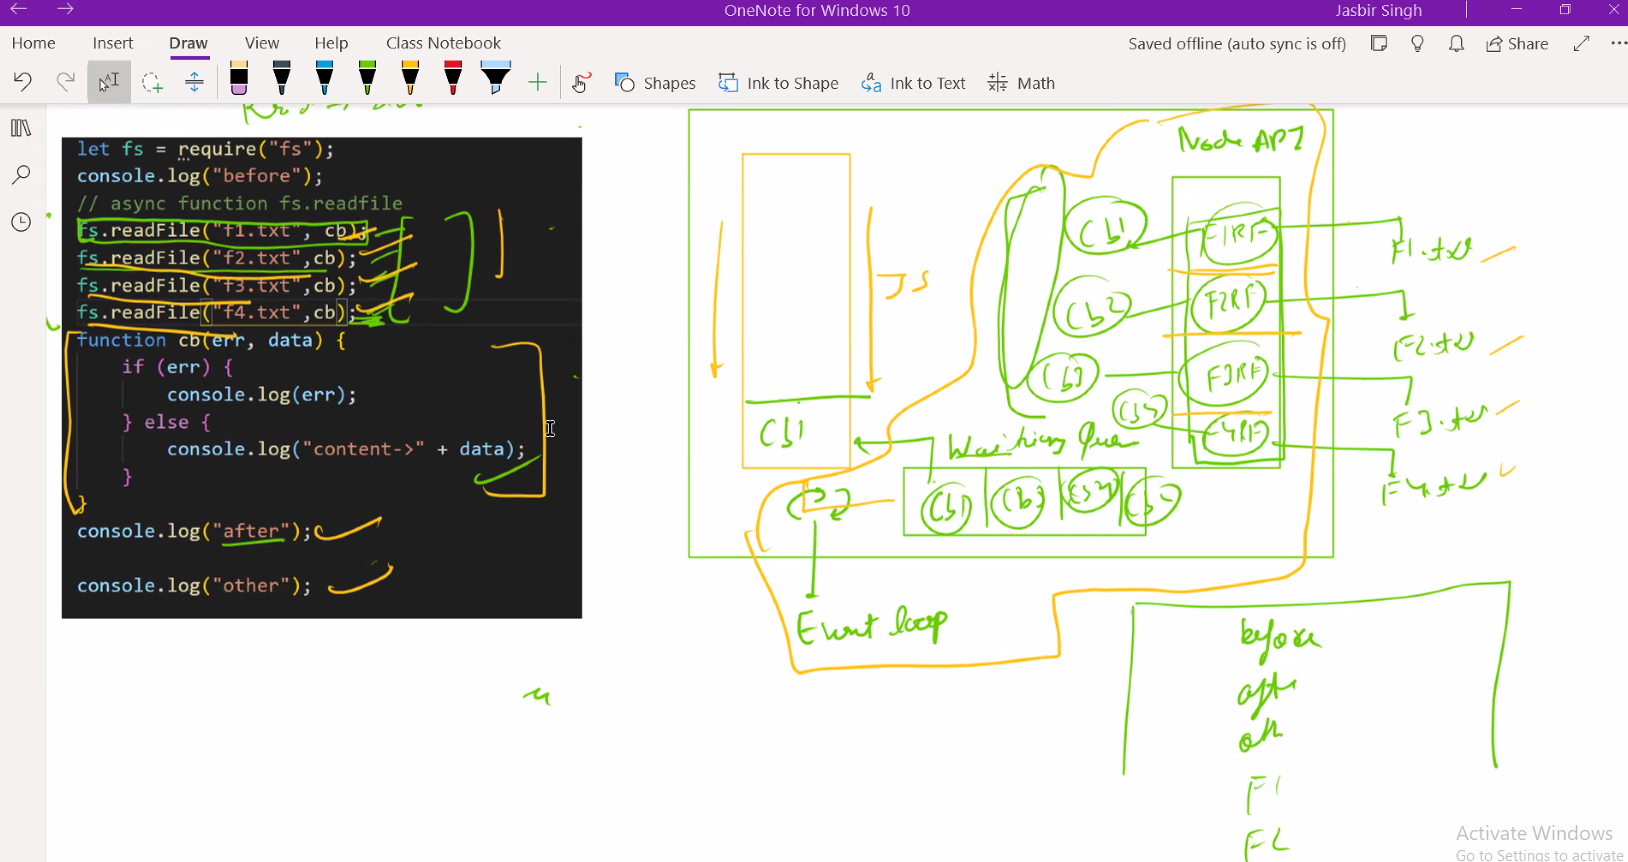 OneNote for Windows 10
Jasbir Singh
Home Insert Draw View Help Class Notebook
Saved offline (auto sync is off) Share
Shapes Ink to Shape Ink to Text Math
let fs = require("fs");
console.log("before");
// async function fs.readfile
fs.readFile("f1.txt", cb);
fs.readFile("f2.txt",cb);
fs.readFile("f3.txt",cb);
fs.readFile("f4.txt",cb);
function cb(err, data) {
if (err) {
console.log(err);
} else {
console.log("content->" + data);
}
}
console.log("after");
console.log("other");
Node API
JS
Cb1
Cb1
Cb2
Cb3
Cb4
F1RF
F2RF
F3RF
F4RF
F1.txt
F2.txt
F3.txt
F4.txt
Waiting Queue
Cb1 Cb3 Cb4 Cb2
Event loop
before
after
oth
F1
F2
Activate Windows
Go to Settings to activate